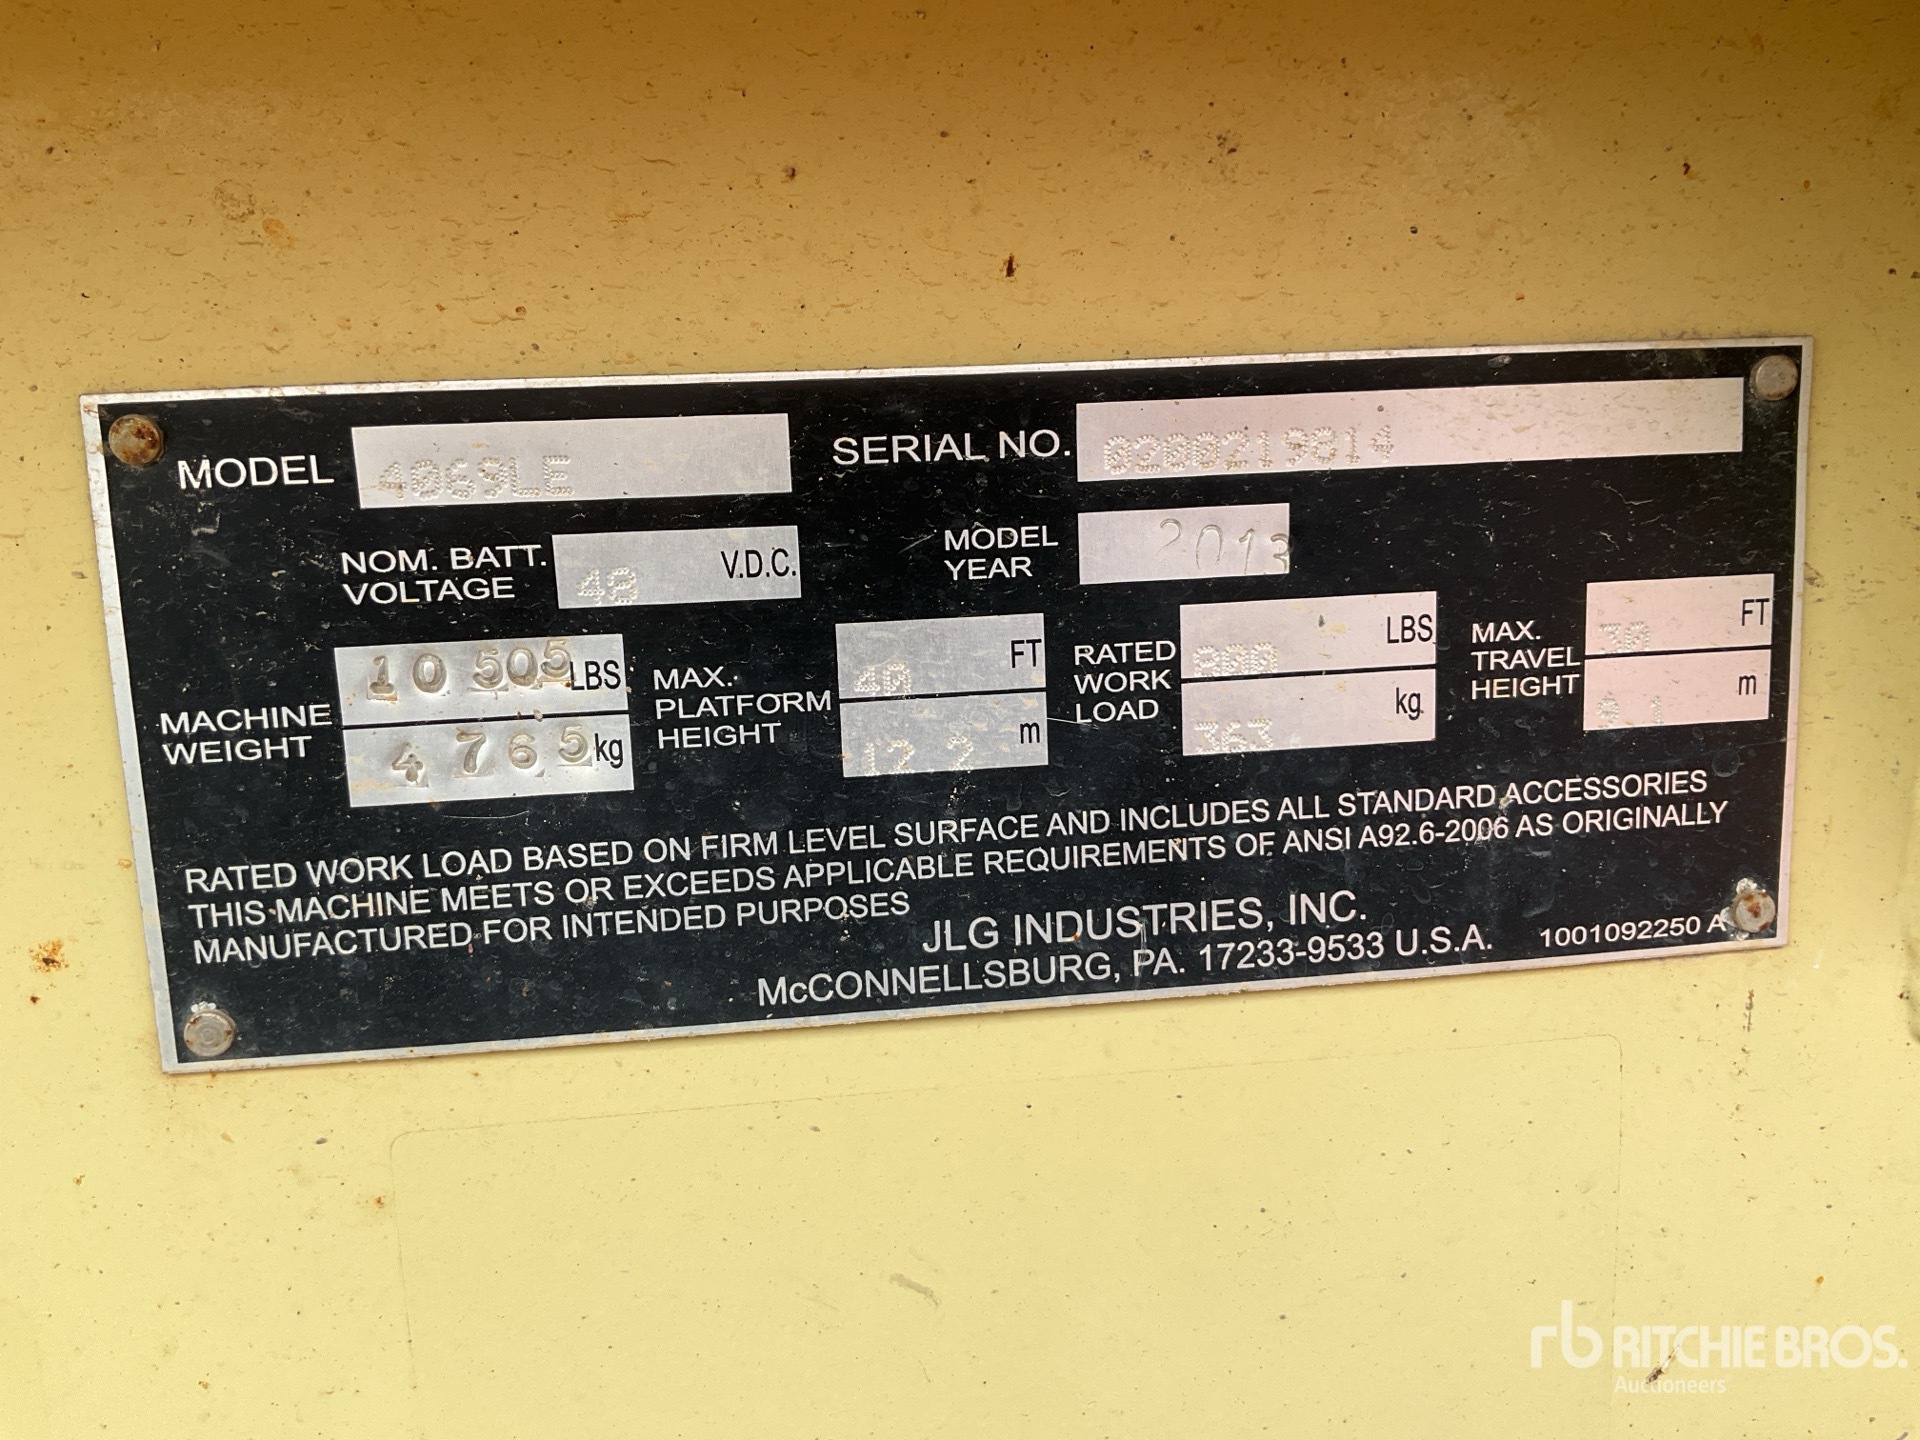 MODEL 4069LE SERIAL NO. 0200219814
NOM. BATT. VOLTAGE 48 V.D.C. MODEL YEAR 2013
MACHINE WEIGHT 10 505 LBS 4 765 kg
MAX. PLATFORM HEIGHT 40 FT 12 2 m
RATED WORK LOAD 800 LBS 363 kg
MAX. TRAVEL HEIGHT 30 FT 9 1 m
RATED WORK LOAD BASED ON FIRM LEVEL SURFACE AND INCLUDES ALL STANDARD ACCESSORIES
THIS MACHINE MEETS OR EXCEEDS APPLICABLE REQUIREMENTS OF ANSI A92.6-2006 AS ORIGINALLY
MANUFACTURED FOR INTENDED PURPOSES
JLG INDUSTRIES, INC.
McCONNELLSBURG, PA. 17233-9533 U.S.A.
1001092250 A
rb RITCHIE BROS.
Auctioneers